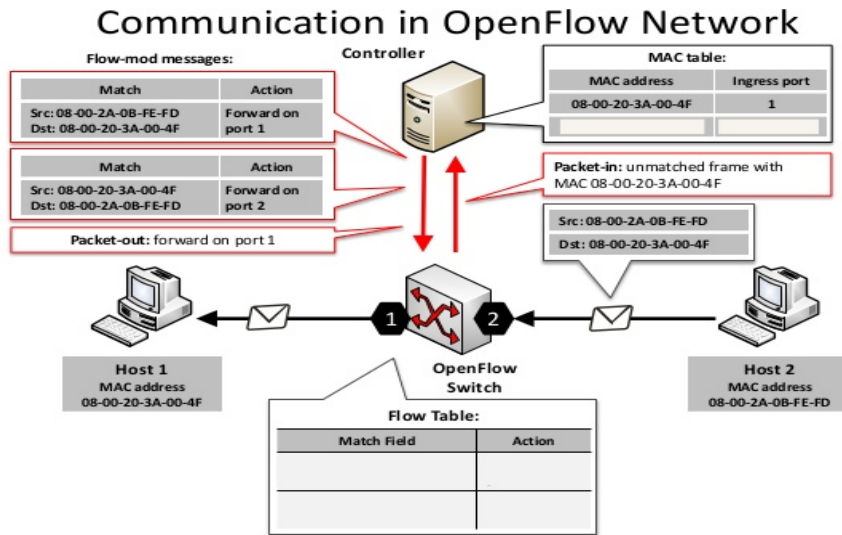 Communication in OpenFlow Network
Flow-mod messages:
Match Action
Src: 08-00-2A-0B-FE-FD Forward on
Dst: 08-00-20-3A-00-4F port 1
Match Action
Src: 08-00-20-3A-00-4F Forward on
Dst: 08-00-2A-0B-FE-FD port 2
Packet-out: forward on port 1
Controller
MAC table:
MAC address Ingress port
08-00-20-3A-00-4F 1
Packet-in: unmatched frame with
MAC 08-00-20-3A-00-4F
Src: 08-00-2A-0B-FE-FD
Dst: 08-00-20-3A-00-4F
1 2
Host 1
MAC address
08-00-20-3A-00-4F
OpenFlow
Switch
Host 2
MAC address
08-00-2A-0B-FE-FD
Flow Table:
Match Field Action